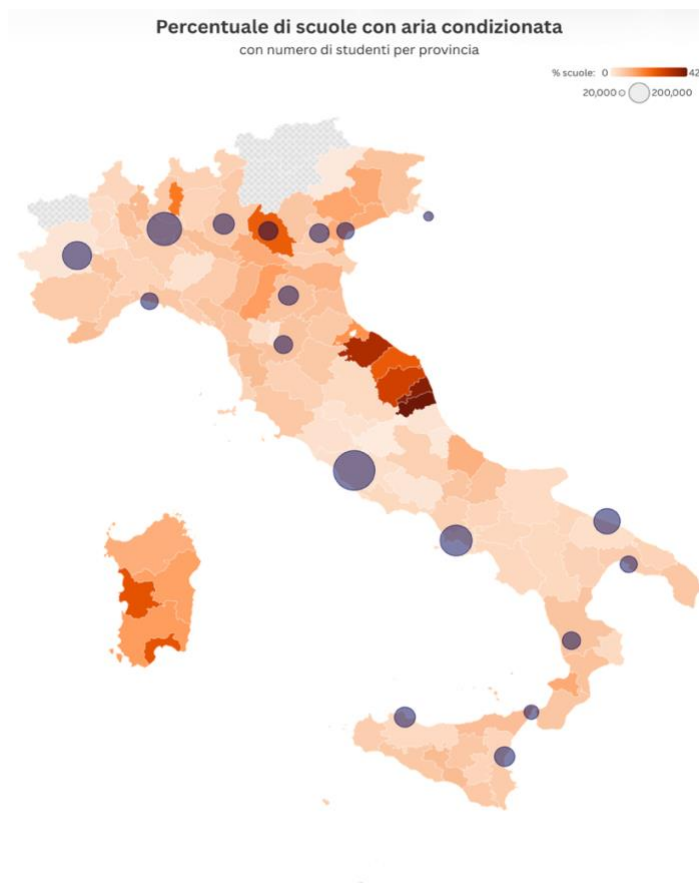 Percentuale di scuole con aria condizionata
con numero di studenti per provincia
% scuole: 0 42
20,000 200,000